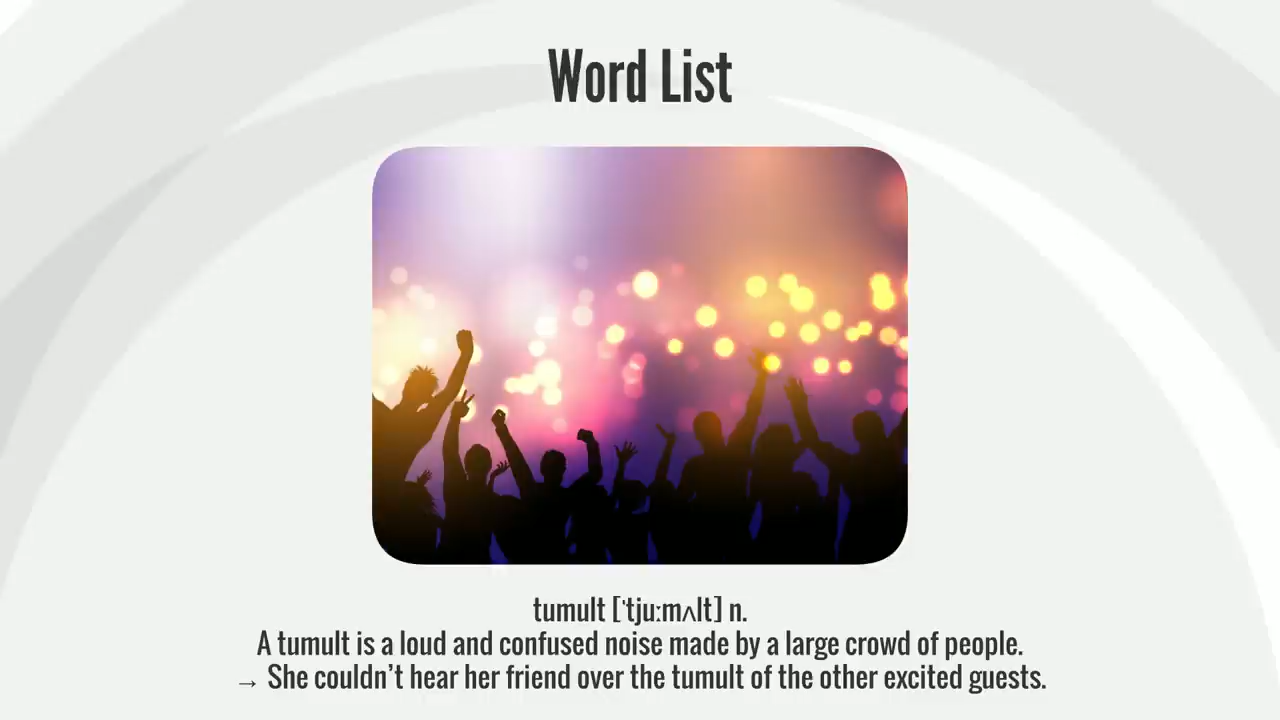 Word List
tumult [ˈtjuːmʌlt] n.
A tumult is a loud and confused noise made by a large crowd of people.
→ She couldn’t hear her friend over the tumult of the other excited guests.